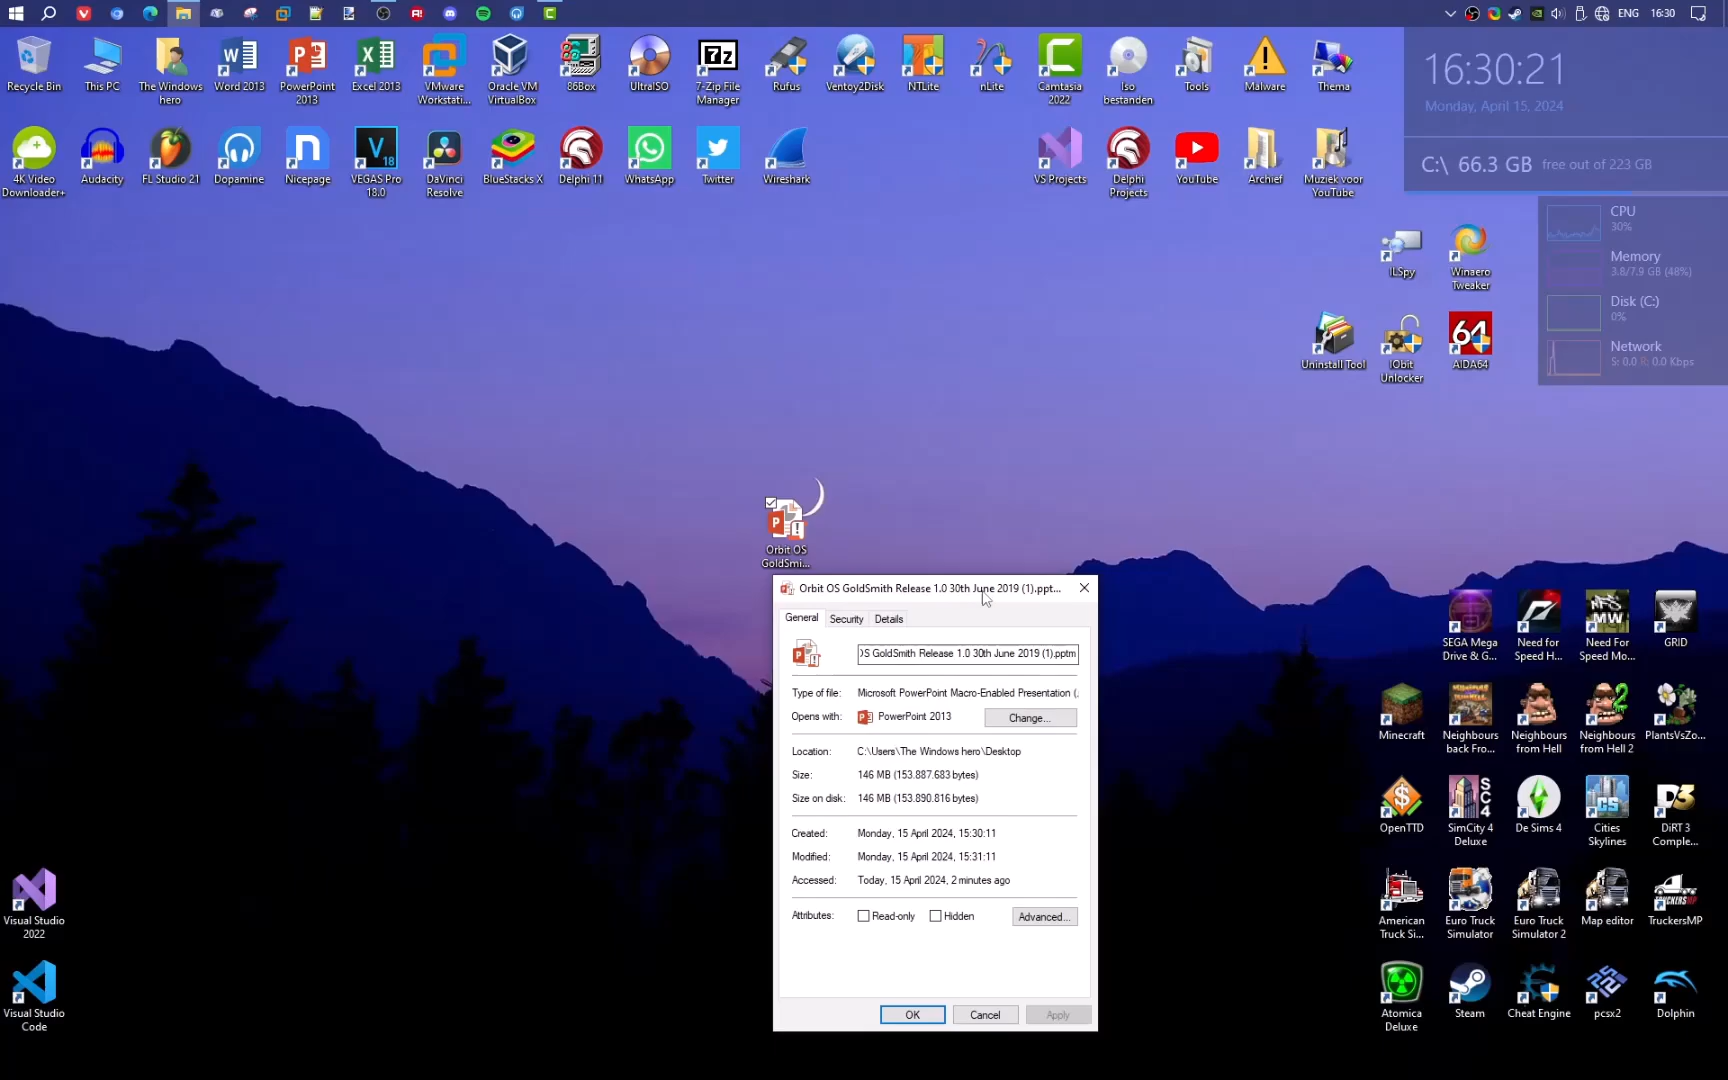 ENG 16:30
Recycle Bin
This PC
The Windows
hero
Word 2013
PowerPoint
2013
Excel 2013
VMware
Workstati...
Oracle VM
VirtualBox
86Box
UltraISO
7-Zip File
Manager
Rufus
Ventoy2Disk
NTLite
nLite
Camtasia
2022
Iso
bestanden
Tools
Malware
Thema
16:30:21
Monday, April 15, 2024
C:\ 66.3 GB free out of 223 GB
4K Video
Downloader+
Audacity
FL Studio 21
Dopamine
Nicepage
VEGAS Pro
18.0
DaVinci
Resolve
BlueStacks X
Delphi 11
WhatsApp
Twitter
Wireshark
VS Projects
Delphi
Projects
YouTube
Archief
Muziek voor
YouTube
CPU
30%
Memory
3.8/7.9 GB (48%)
Disk (C:)
0%
Network
S: 0.0 R: 0.0 Kbps
ILSpy
Winaero
Tweaker
Uninstall Tool
IObit
Unlocker
64
AIDA64
Orbit OS
GoldSmi...
Orbit OS GoldSmith Release 1.0 30th June 2019 (1).ppt...
General
Security
Details
OS GoldSmith Release 1.0 30th June 2019 (1).pptm
Type of file: Microsoft PowerPoint Macro-Enabled Presentation (.
Opens with: PowerPoint 2013 Change...
Location: C:\Users\The Windows hero\Desktop
Size: 146 MB (153.887.683 bytes)
Size on disk: 146 MB (153.890.816 bytes)
Created: Monday, 15 April 2024, 15:30:11
Modified: Monday, 15 April 2024, 15:31:11
Accessed: Today, 15 April 2024, 2 minutes ago
Attributes: Read-only Hidden Advanced...
OK Cancel Apply
SEGA Mega
Drive & G...
Need for
Speed H...
Need For
Speed Mo...
GRID
Minecraft
Neighbours
back Fro...
Neighbours
from Hell
Neighbours
from Hell 2
PlantsVsZo...
OpenTTD
SimCity 4
Deluxe
De Sims 4
Cities
Skylines
DiRT 3
Comple...
American
Truck Si...
Euro Truck
Simulator
Euro Truck
Simulator 2
Map editor
TruckersMP
Atomica
Deluxe
Steam
Cheat Engine
pcsx2
Dolphin
Visual Studio
2022
Visual Studio
Code